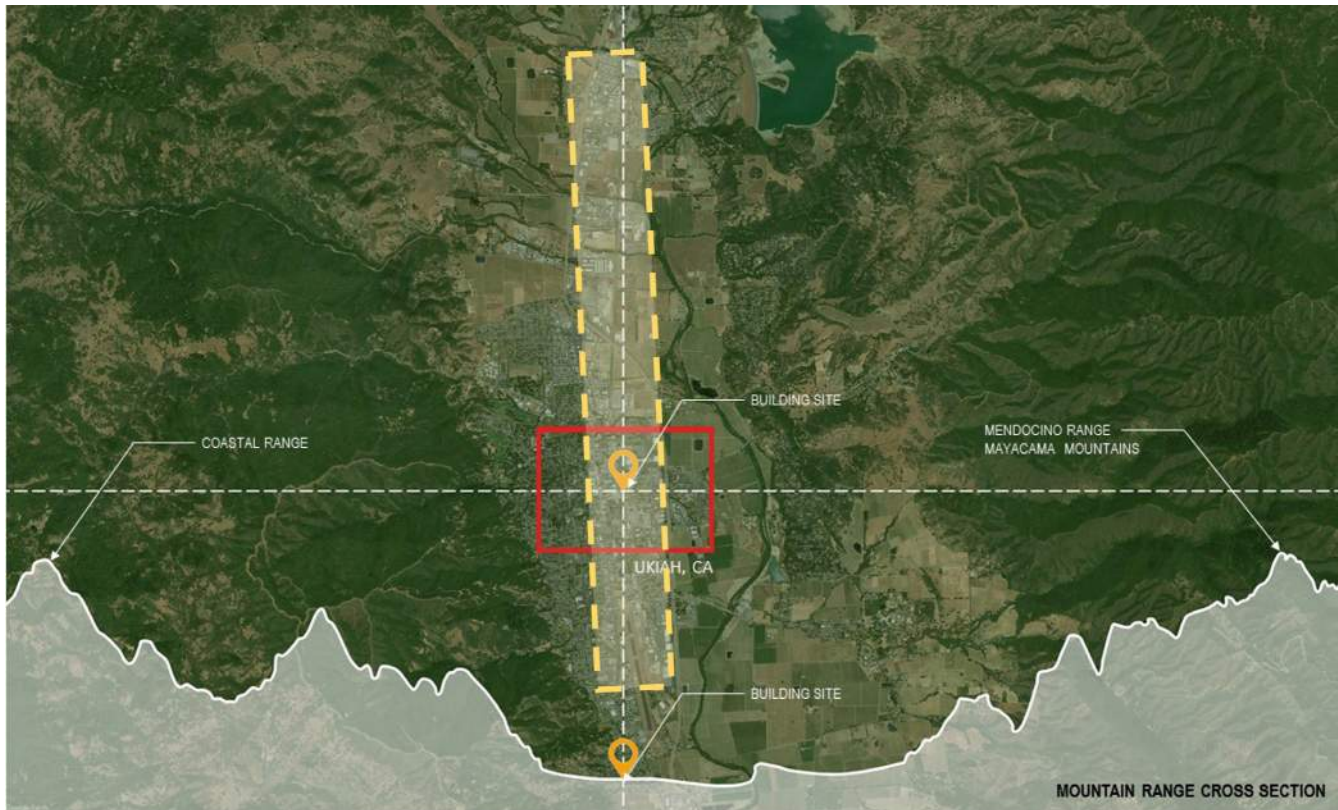 BUILDING SITE
COASTAL RANGE
MENDOCINO RANGE
MAYACAMA MOUNTAINS
UKIAH, CA
BUILDING SITE
MOUNTAIN RANGE CROSS SECTION